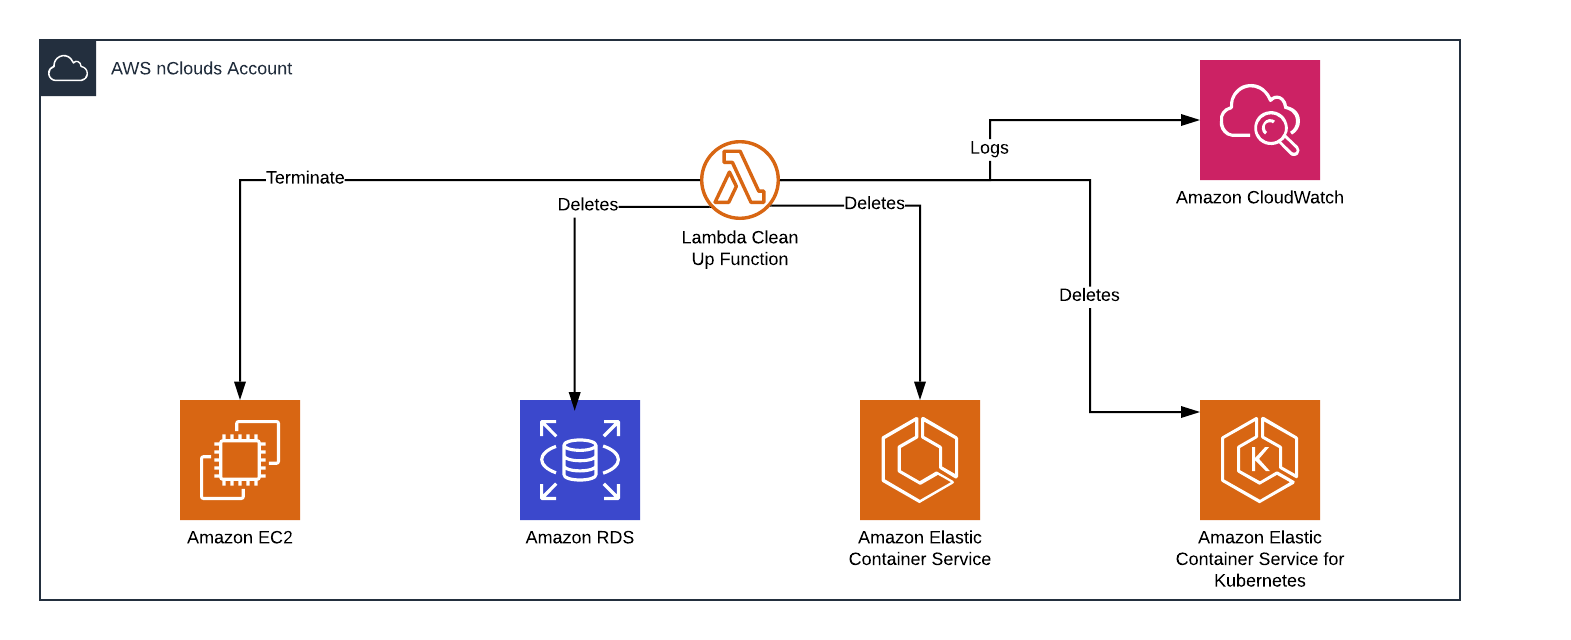 AWS nClouds Account
Logs
Terminate
Deletes
Deletes
Amazon CloudWatch
Lambda Clean
Up Function
Deletes
K
Amazon EC2
Amazon RDS
Amazon Elastic
Container Service
Amazon Elastic
Container Service for
Kubernetes